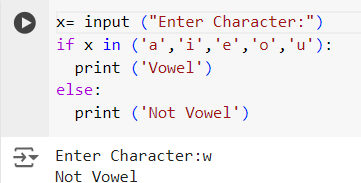 x= input ("Enter Character:")
if x in ('a','i','e','o','u'):
  print ('Vowel')
else:
  print ('Not Vowel')
Enter Character:w
Not Vowel